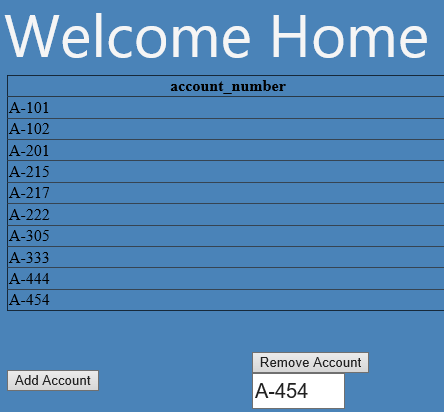 Welcome Home
account_number
A-101
A-102
A-201
A-215
A-217
A-222
A-305
A-333
A-444
A-454
Remove Account
Add Account
A-454